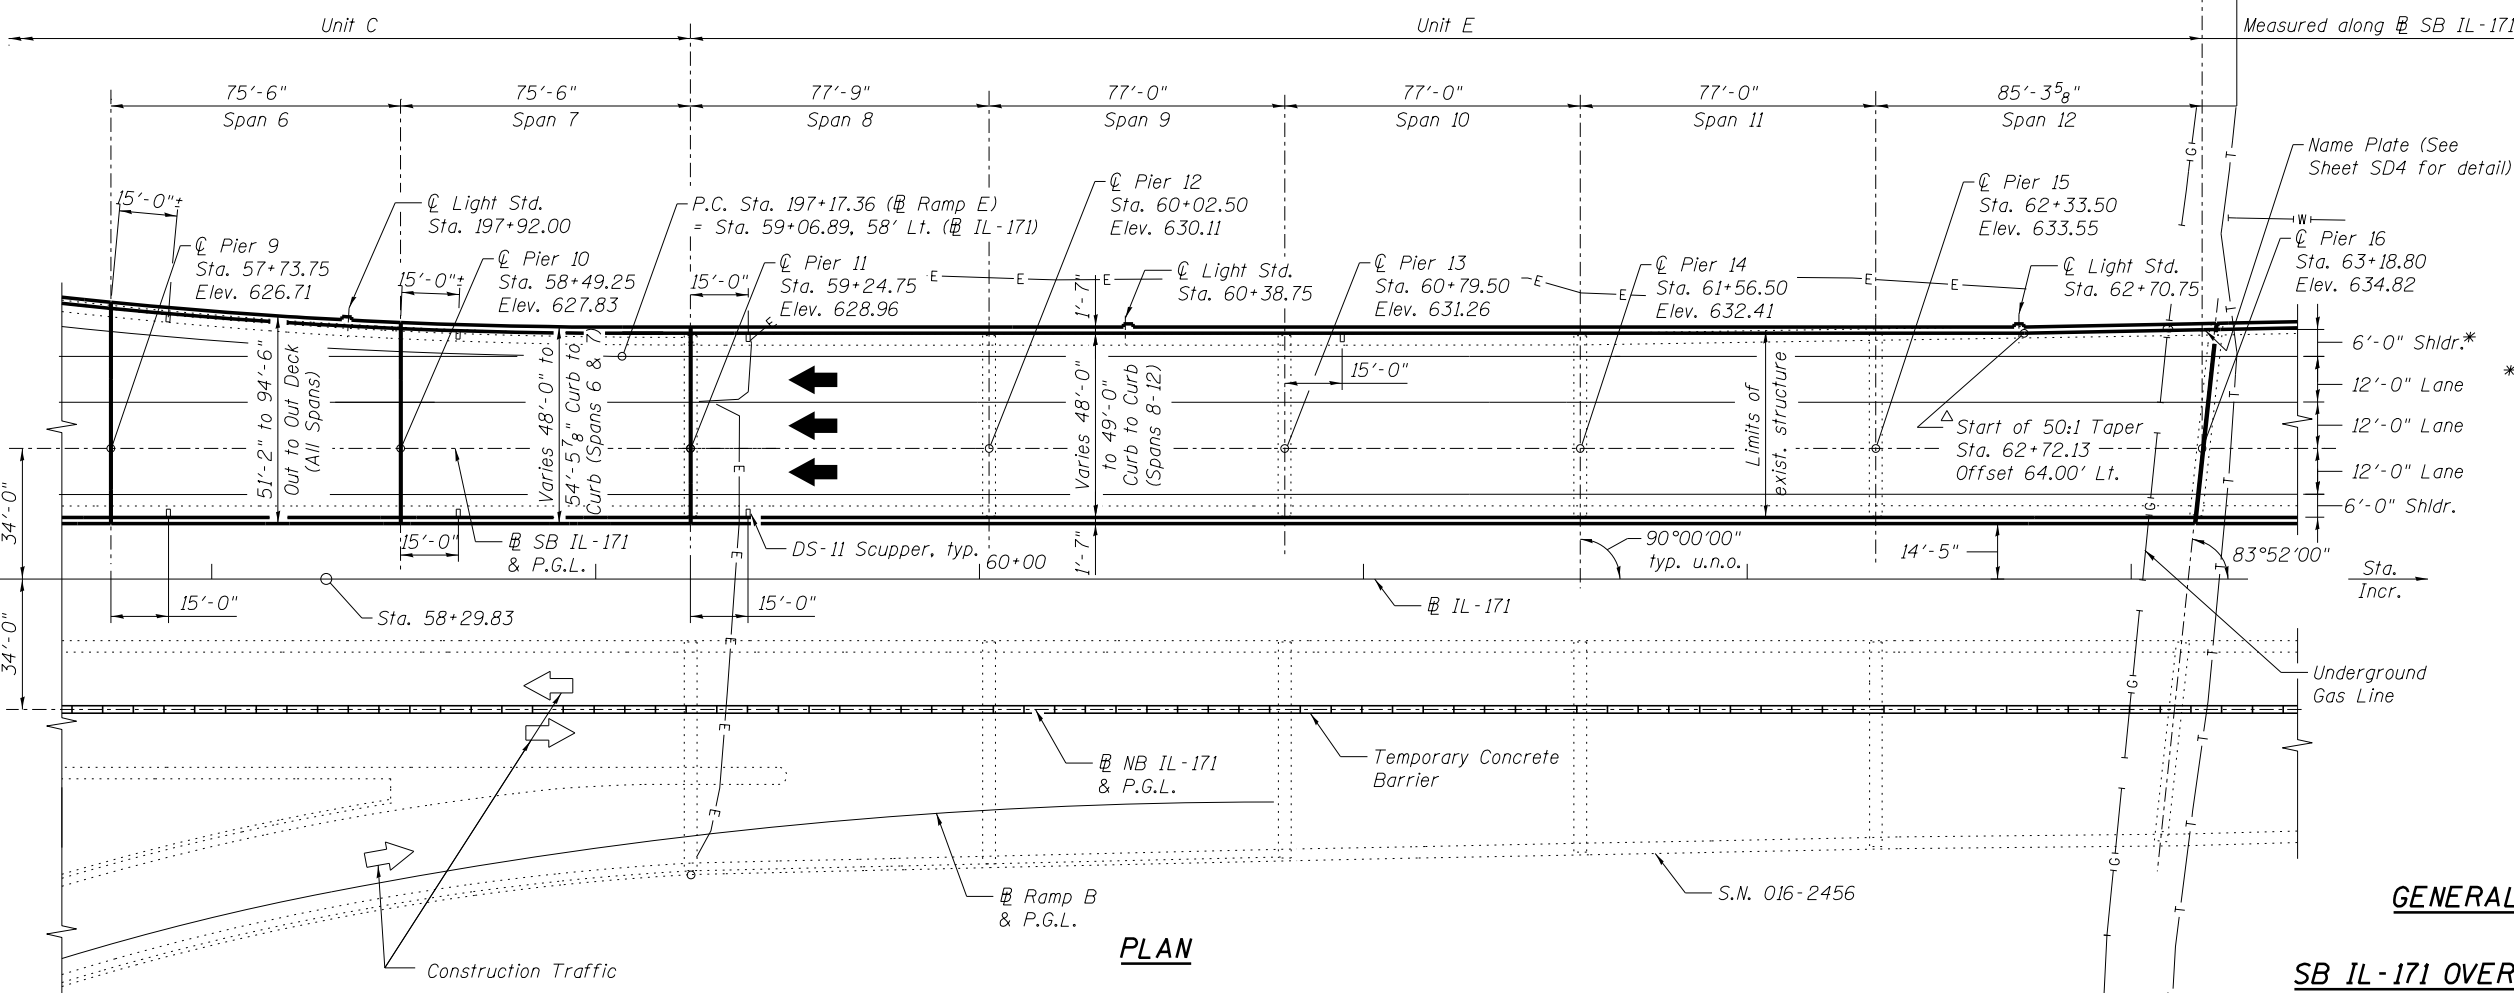 Unit C
Unit E
Measured along ℄ SB IL-171
75'-6"
Span 6
75'-6"
Span 7
77'-9"
Span 8
77'-0"
Span 9
77'-0"
Span 10
77'-0"
Span 11
85'-3 5/8"
Span 12
Name Plate (See
Sheet SD4 for detail)
15'-0"±
℄ Light Std.
Sta. 197+92.00
P.C. Sta. 197+17.36 (℄ Ramp E)
= Sta. 59+06.89, 58' Lt. (℄ IL-171)
℄ Pier 12
Sta. 60+02.50
Elev. 630.11
℄ Pier 15
Sta. 62+33.50
Elev. 633.55
℄ Pier 9
Sta. 57+73.75
Elev. 626.71
15'-0"±
℄ Pier 10
Sta. 58+49.25
Elev. 627.83
15'-0"
℄ Pier 11
Sta. 59+24.75
Elev. 628.96
1'-7"
℄ Light Std.
Sta. 60+38.75
℄ Pier 13
Sta. 60+79.50
Elev. 631.26
℄ Pier 14
Sta. 61+56.50
Elev. 632.41
℄ Light Std.
Sta. 62+70.75
℄ Pier 16
Sta. 63+18.80
Elev. 634.82
51'-2" to 94'-6"
Out to Out Deck
(All Spans)
Varies 48'-0" to
54'-5 7/8" Curb to
Curb (Spans 6 & 7)
Varies 48'-0"
to 49'-0"
Curb to Curb
(Spans 8-12)
15'-0"
Limits of
exist. structure
Start of 50:1 Taper
Sta. 62+72.13
Offset 64.00' Lt.
6'-0" Shldr.*
*
12'-0" Lane
12'-0" Lane
12'-0" Lane
6'-0" Shldr.
34'-0"
15'-0"
℄ SB IL-171
& P.G.L.
DS-11 Scupper, typ.
60+00
1'-7"
90°00'00"
typ. u.n.o.
14'-5"
83°52'00"
Sta.
Incr.
34'-0"
15'-0"
Sta. 58+29.83
15'-0"
℄ IL-171
Underground
Gas Line
℄ NB IL-171
& P.G.L.
Temporary Concrete
Barrier
℄ Ramp B
& P.G.L.
S.N. 016-2456
Construction Traffic
PLAN
GENERAL
SB IL-171 OVER
E
E
E
E
E
E
E
E
E
E
E
E
E
E
G
G
G
G
G
T
T
T
T
T
T
T
T
T
W